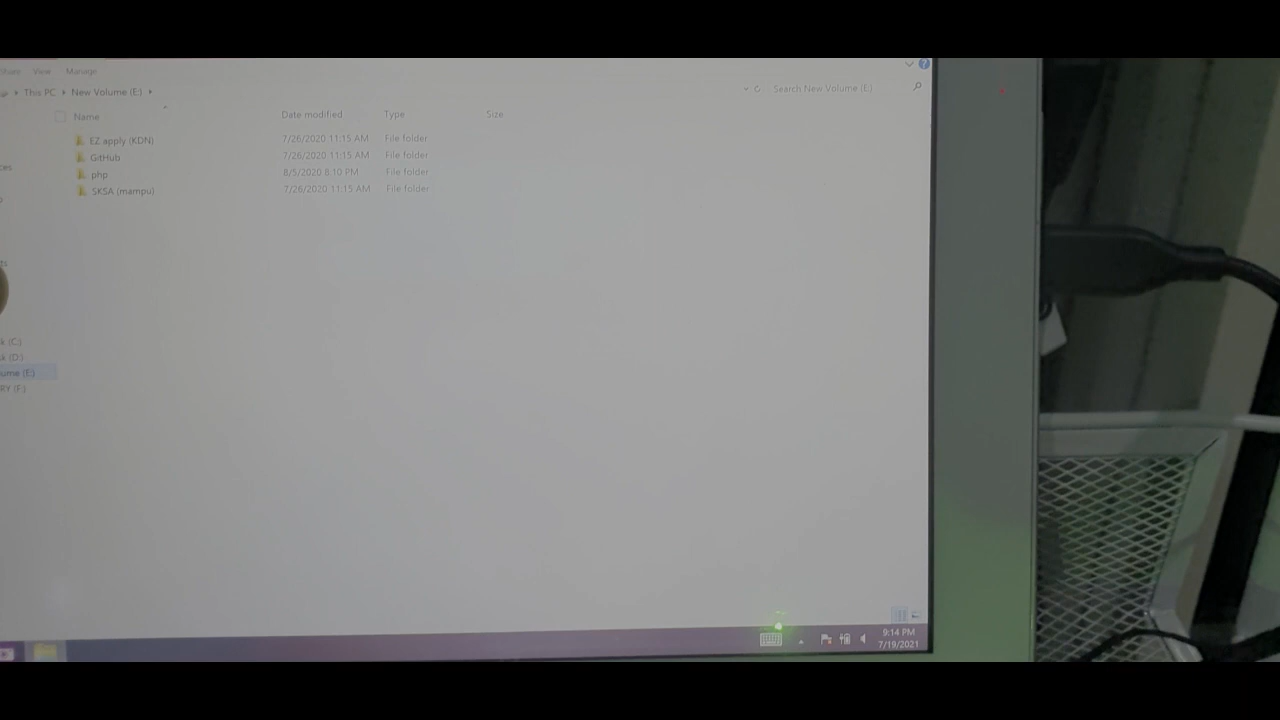 Share View Manage
This PC New Volume (E:) Search New Volume (E:)
Name Date modified Type Size
EZ apply (KDN) 7/26/2020 11:15 AM File folder
GitHub 7/26/2020 11:15 AM File folder
php 8/5/2020 8:10 PM File folder
SKSA (mampu) 7/26/2020 11:15 AM File folder
k (C:)
k (D:)
ume (E:)
RY (F:)
9:14 PM
7/19/2021